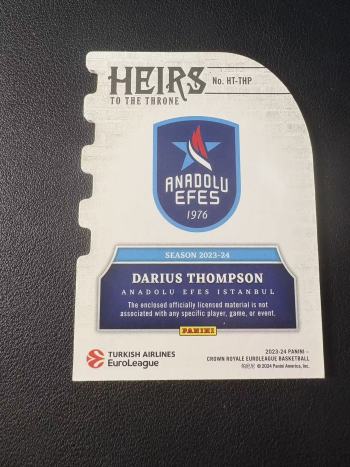 HEIRS
No. HT-THP
TO THE THRONE
ANADOLU
EFES
1976
SEASON 2023-24
DARIUS THOMPSON
ANADOLU EFES ISTANBUL
The enclosed officially licensed material is not
associated with any specific player, game, or event.
PANINI
TURKISH AIRLINES
EuroLeague
2023-24 PANINI –
CROWN ROYALE EUROLEAGUE BASKETBALL
© 2024 Panini America, Inc.